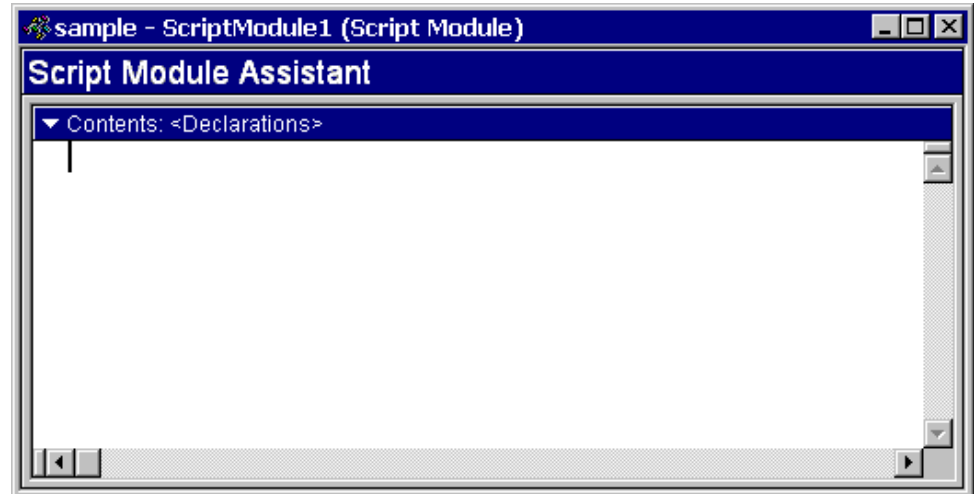 sample - ScriptModule1 (Script Module)
Script Module Assistant
Contents: <Declarations>